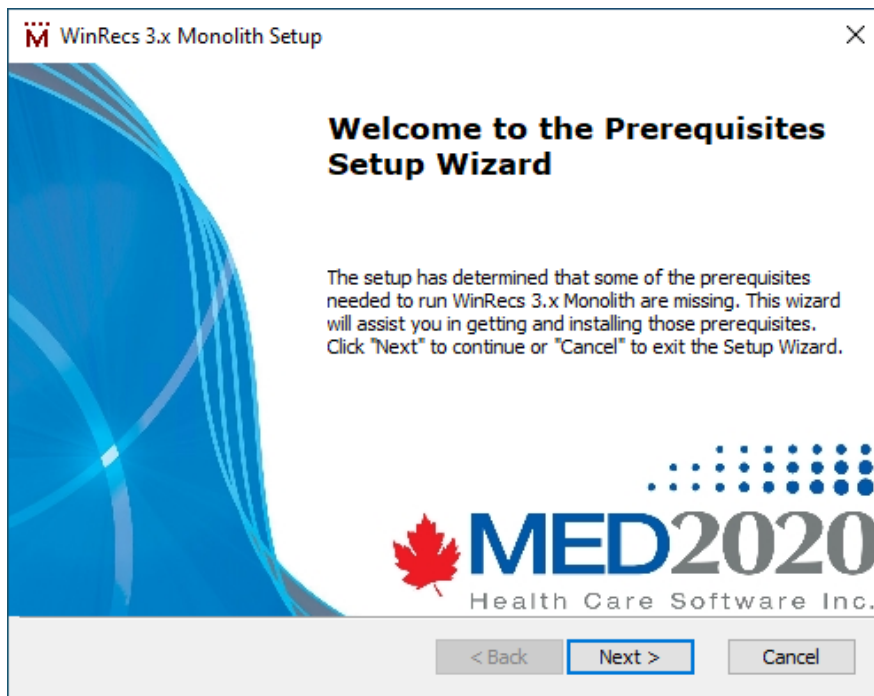 WinRecs 3.x Monolith Setup
Welcome to the Prerequisites
Setup Wizard
The setup has determined that some of the prerequisites
needed to run WinRecs 3.x Monolith are missing. This wizard
will assist you in getting and installing those prerequisites.
Click "Next" to continue or "Cancel" to exit the Setup Wizard.
MED2020
Health Care Software Inc.
< Back
Next >
Cancel